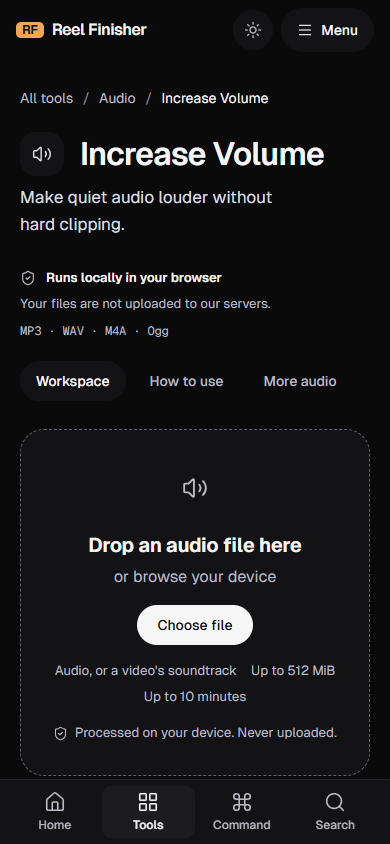 RF Reel Finisher
Menu
All tools / Audio / Increase Volume
Increase Volume
Make quiet audio louder without
hard clipping.
Runs locally in your browser
Your files are not uploaded to our servers.
MP3 · WAV · M4A · Ogg
Workspace How to use More audio
Drop an audio file here
or browse your device
Choose file
Audio, or a video's soundtrack Up to 512 MiB
Up to 10 minutes
Processed on your device. Never uploaded.
Home Tools Command Search